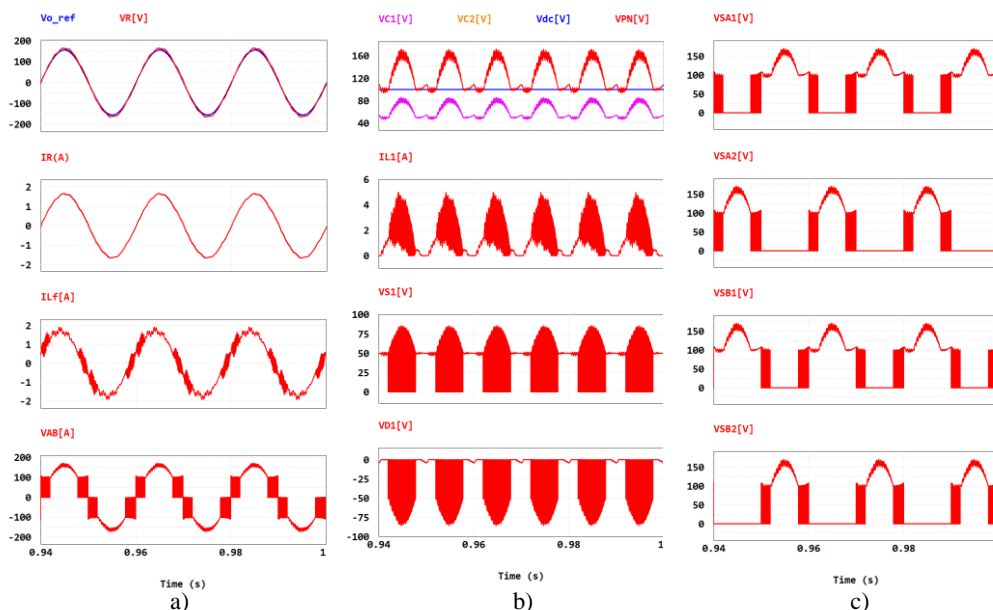 Vo_ref VR[V]
200
100
0
-100
-200
IR(A)
2
1
0
-1
-2
ILf[A]
2
1
0
-1
-2
VAB[A]
200
100
0
-100
-200
0.94 0.96 0.98 1
Time (s)
a)
VC1[V] VC2[V] Vdc[V] VPN[V]
160
120
80
40
IL1[A]
6
4
2
0
VS1[V]
100
75
50
25
0
VD1[V]
0
-25
-50
-75
-100
0.94 0.96 0.98 1
Time (s)
b)
VSA1[V]
150
100
50
0
VSA2[V]
150
100
50
0
VSB1[V]
150
100
50
0
VSB2[V]
150
100
50
0
0.94 0.96 0.98
Time (s)
c)